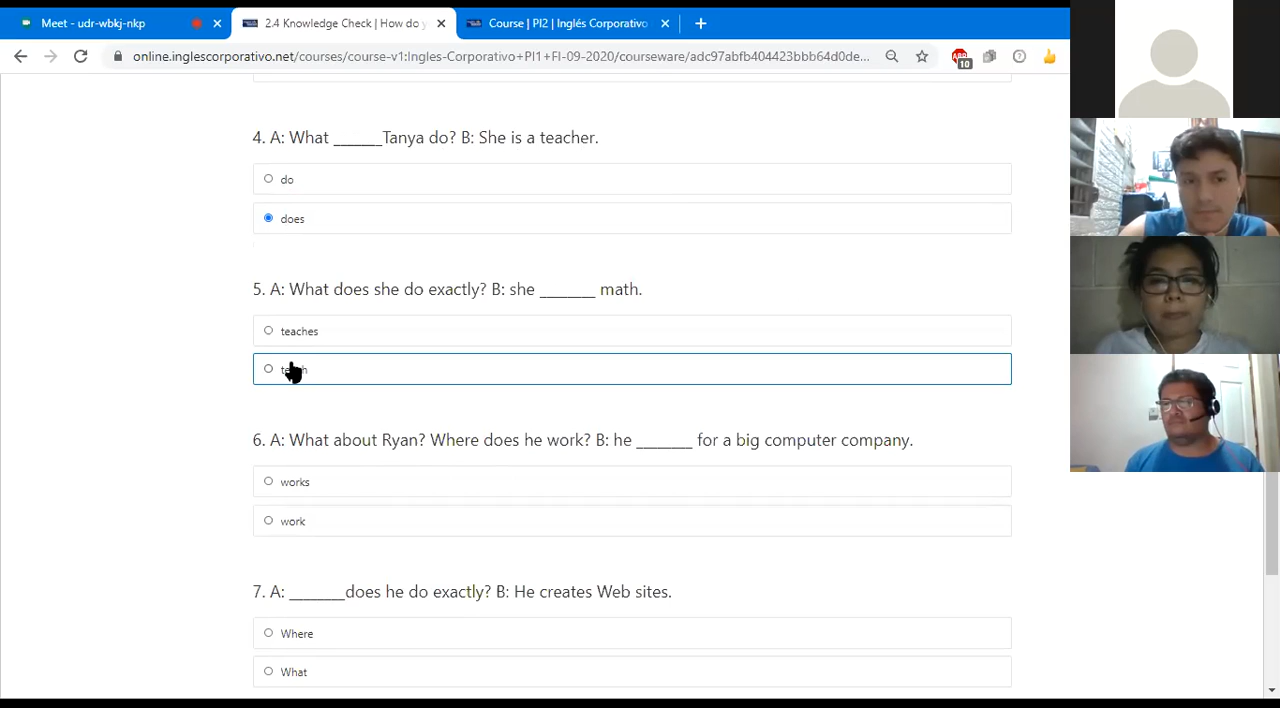 Meet - udr-wbkj-nkp
2.4 Knowledge Check | How do y
Course | PI2 | Inglés Corporativo
online.inglescorporativo.net/courses/course-v1:Ingles-Corporativo+PI1+FI-09-2020/courseware/adc97abfb404423bbb64d0de...
10
4. A: What ______Tanya do? B: She is a teacher.
do
does
5. A: What does she do exactly? B: she _______ math.
teaches
6. A: What about Ryan? Where does he work? B: he _______ for a big computer company.
works
work
7. A: _______does he do exactly? B: He creates Web sites.
Where
What